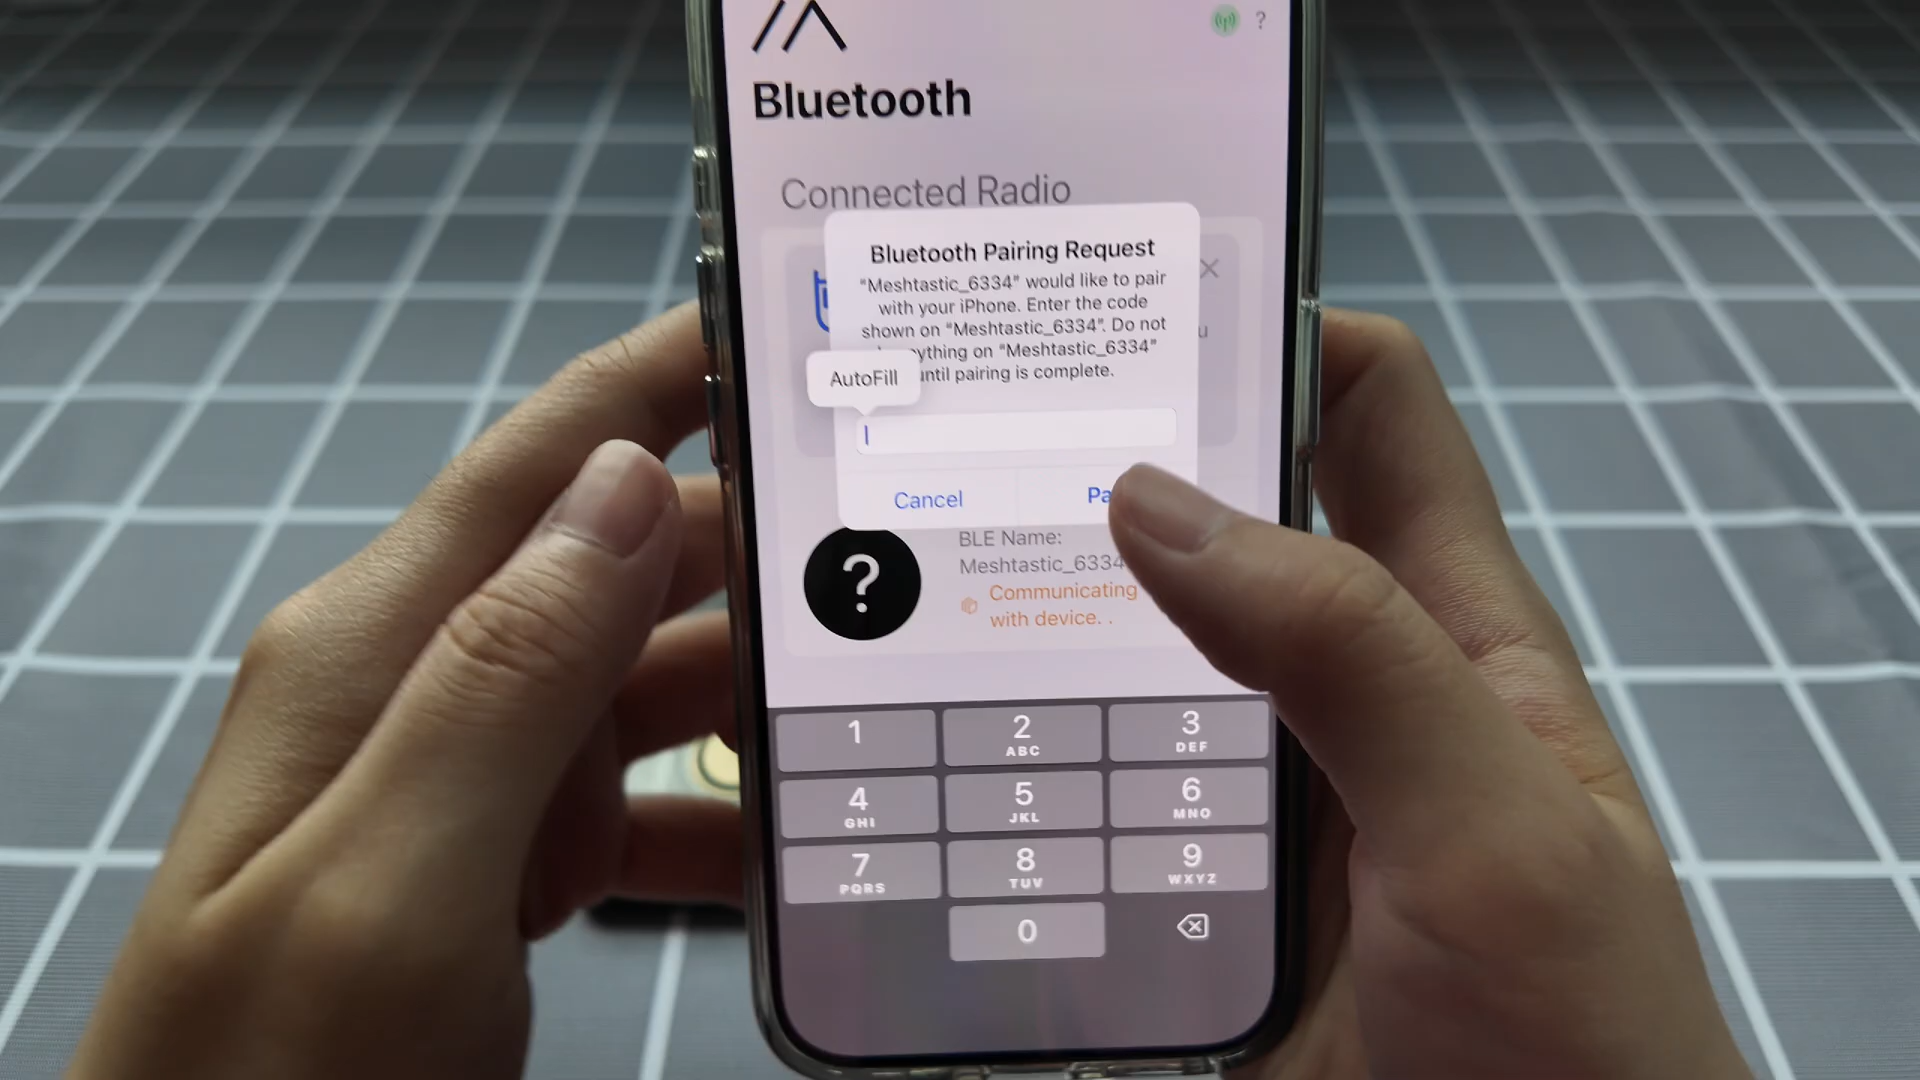 ?
Bluetooth
Connected Radio
Bluetooth Pairing Request
“Meshtastic_6334” would like to pair
with your iPhone. Enter the code
shown on “Meshtastic_6334”. Do not
on “Meshtastic_6334”
until pairing is complete.
AutoFill
Cancel
?
BLE Name:
Meshtastic_6334
Communicating
with device. .
1
2
ABC
3
DEF
4
GHI
5
JKL
6
MNO
7
PQRS
8
TUV
9
WXYZ
0